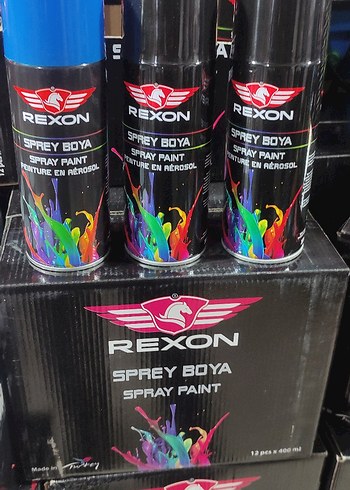 REXON
SPREY BOYA
SPRAY PAINT
PEINTURE EN AÉROSOL
REXON
SPREY BOYA
SPRAY PAINT
PEINTURE EN AÉROSOL
REXON
SPREY BOYA
SPRAY PAINT
PEINTURE EN AÉROSOL
®
REXON
SPREY BOYA
SPRAY PAINT
Made in Turkey
12 pcs x 400 ml